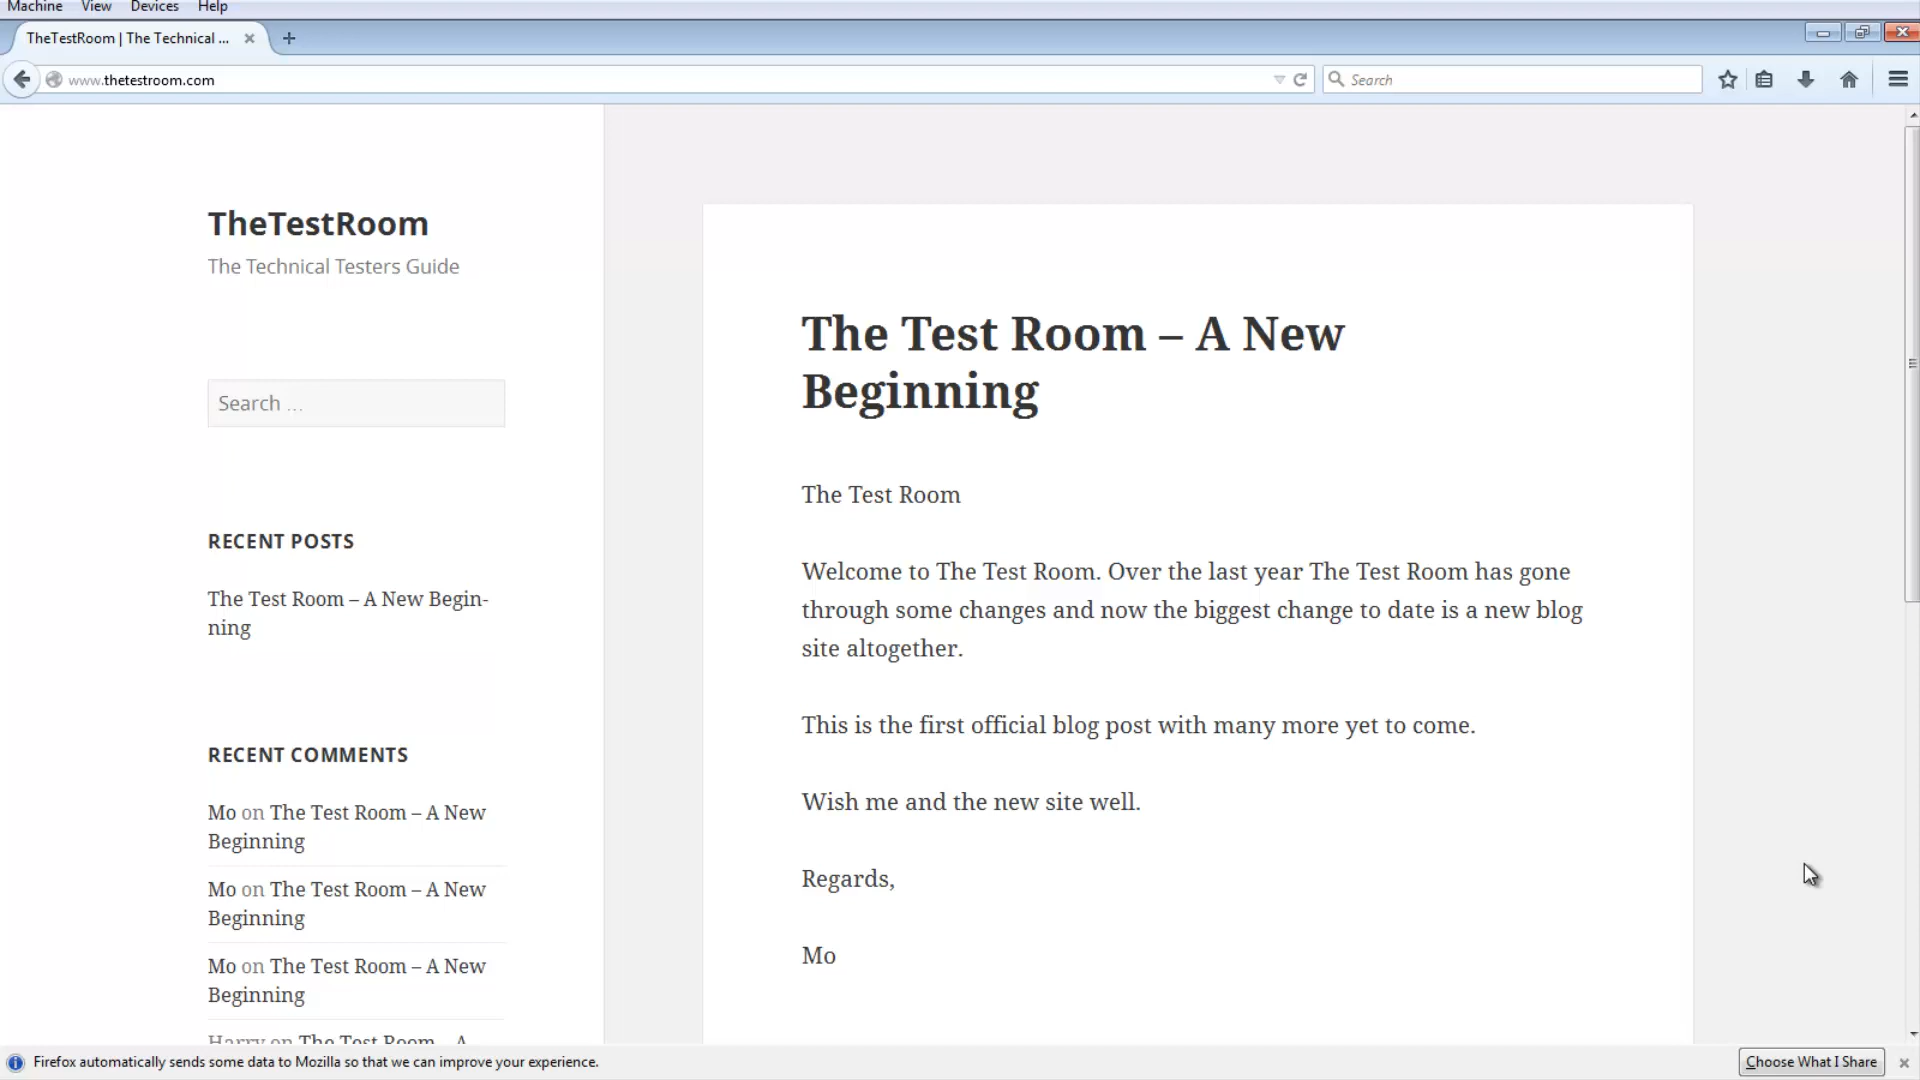 Machine View Devices Help
TheTestRoom | The Technical ...
www.thetestroom.com
Search
TheTestRoom
The Technical Testers Guide
Search ...
RECENT POSTS
The Test Room – A New Begin-
ning
RECENT COMMENTS
Mo on The Test Room – A New
Beginning
Mo on The Test Room – A New
Beginning
Mo on The Test Room – A New
Beginning
Harry on The Test Room – A
The Test Room – A New
Beginning
The Test Room
Welcome to The Test Room. Over the last year The Test Room has gone
through some changes and now the biggest change to date is a new blog
site altogether.
This is the first official blog post with many more yet to come.
Wish me and the new site well.
Regards,
Mo
Firefox automatically sends some data to Mozilla so that we can improve your experience.
Choose What I Share